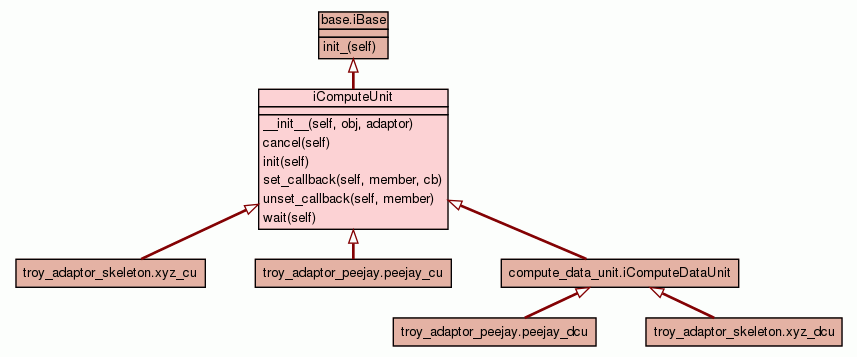 base.iBase
init_(self)
iComputeUnit
__init__(self, obj, adaptor)
cancel(self)
init(self)
set_callback(self, member, cb)
unset_callback(self, member)
wait(self)
troy_adaptor_skeleton.xyz_cu
troy_adaptor_peejay.peejay_cu
compute_data_unit.iComputeDataUnit
troy_adaptor_peejay.peejay_dcu
troy_adaptor_skeleton.xyz_dcu